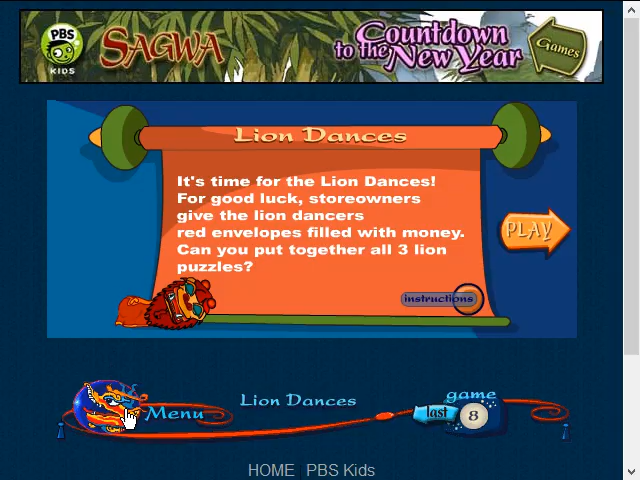 PBS
KIDS
SAGWA
Countdown
to the
New Year
Games
Lion Dances
It's time for the Lion Dances!
For good luck, storeowners
give the lion dancers
red envelopes filled with money.
Can you put together all 3 lion
puzzles?
PLAY
instructions
Menu
Lion Dances
last
game
8
HOME | PBS Kids